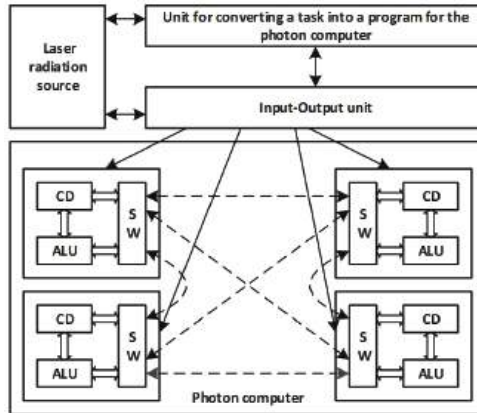 Laser
radiation
source
Unit for converting a task into a program for the
photon computer
Input-Output unit
CD
ALU
S
W
S
W
CD
ALU
CD
ALU
S
W
S
W
CD
ALU
Photon computer